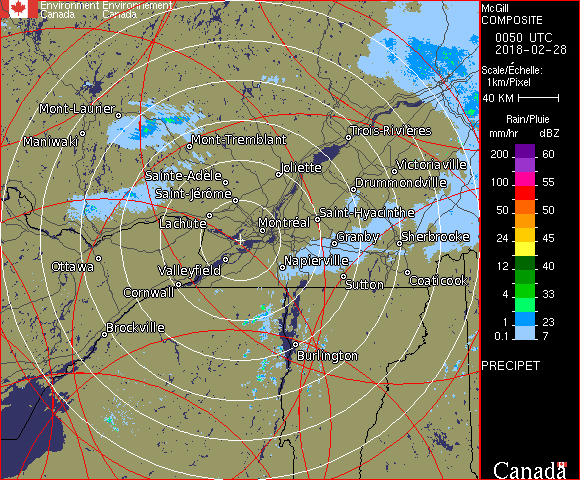 Environment Environnement
Canada Canada
McGill
COMPOSITE
0050 UTC
2018-02-28
Scale/Échelle:
1km/Pixel
40 KM
Rain/Pluie
mm/hr dBZ
200 60
100 55
50 50
24 45
12 40
4 33
1 23
0.1 7
PRECIPET
Canada
Mont-Laurier
Maniwaki
Mont-Tremblant
Trois-Rivières
Sainte-Adèle
Joliette
Victoriaville
Saint-Jérôme
Drummondville
Lachute
Montréal
Saint-Hyacinthe
Granby
Sherbrooke
Ottawa
Valleyfield
Napierville
Cornwall
Sutton
Coaticook
Brockville
Burlington